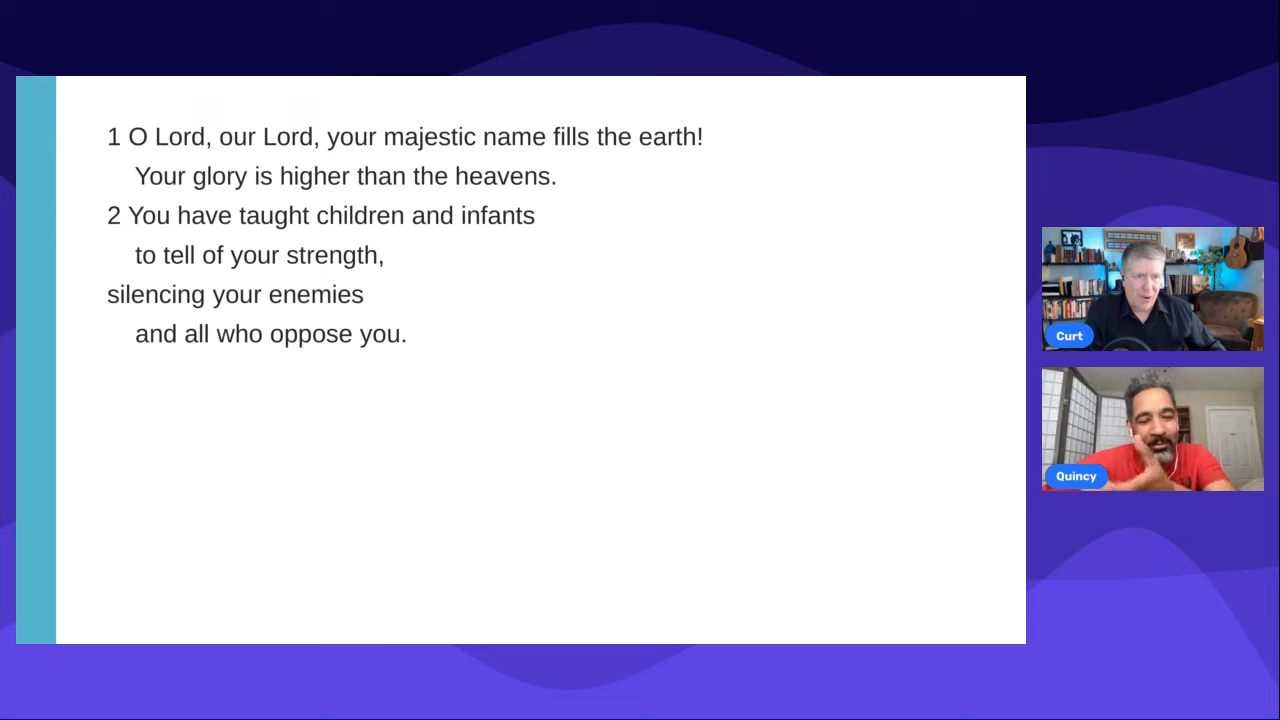 1 O Lord, our Lord, your majestic name fills the earth!
Your glory is higher than the heavens.
2 You have taught children and infants
to tell of your strength,
silencing your enemies
and all who oppose you.
Curt
Quincy